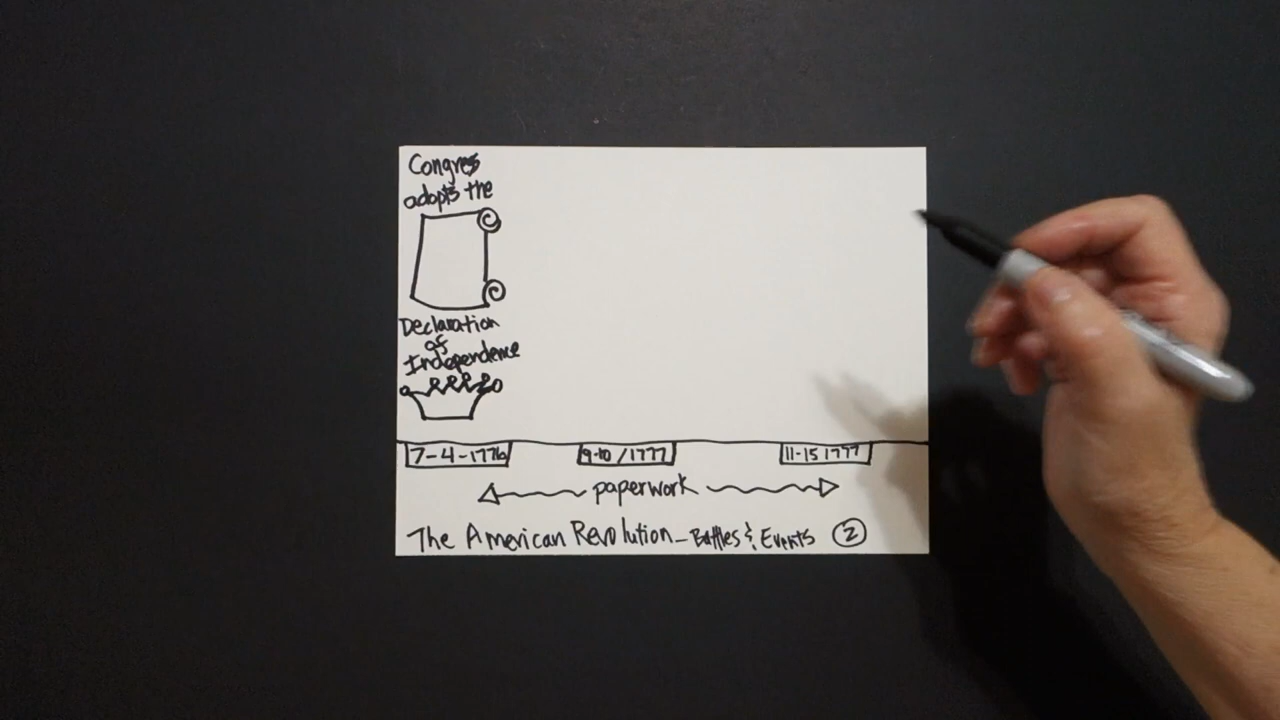 Congres
adopts the
Declaration
of
Independence
7-4-1776
9-10/1777
11-15 1777
paperwork
The American Revolution - Battles & Events 2